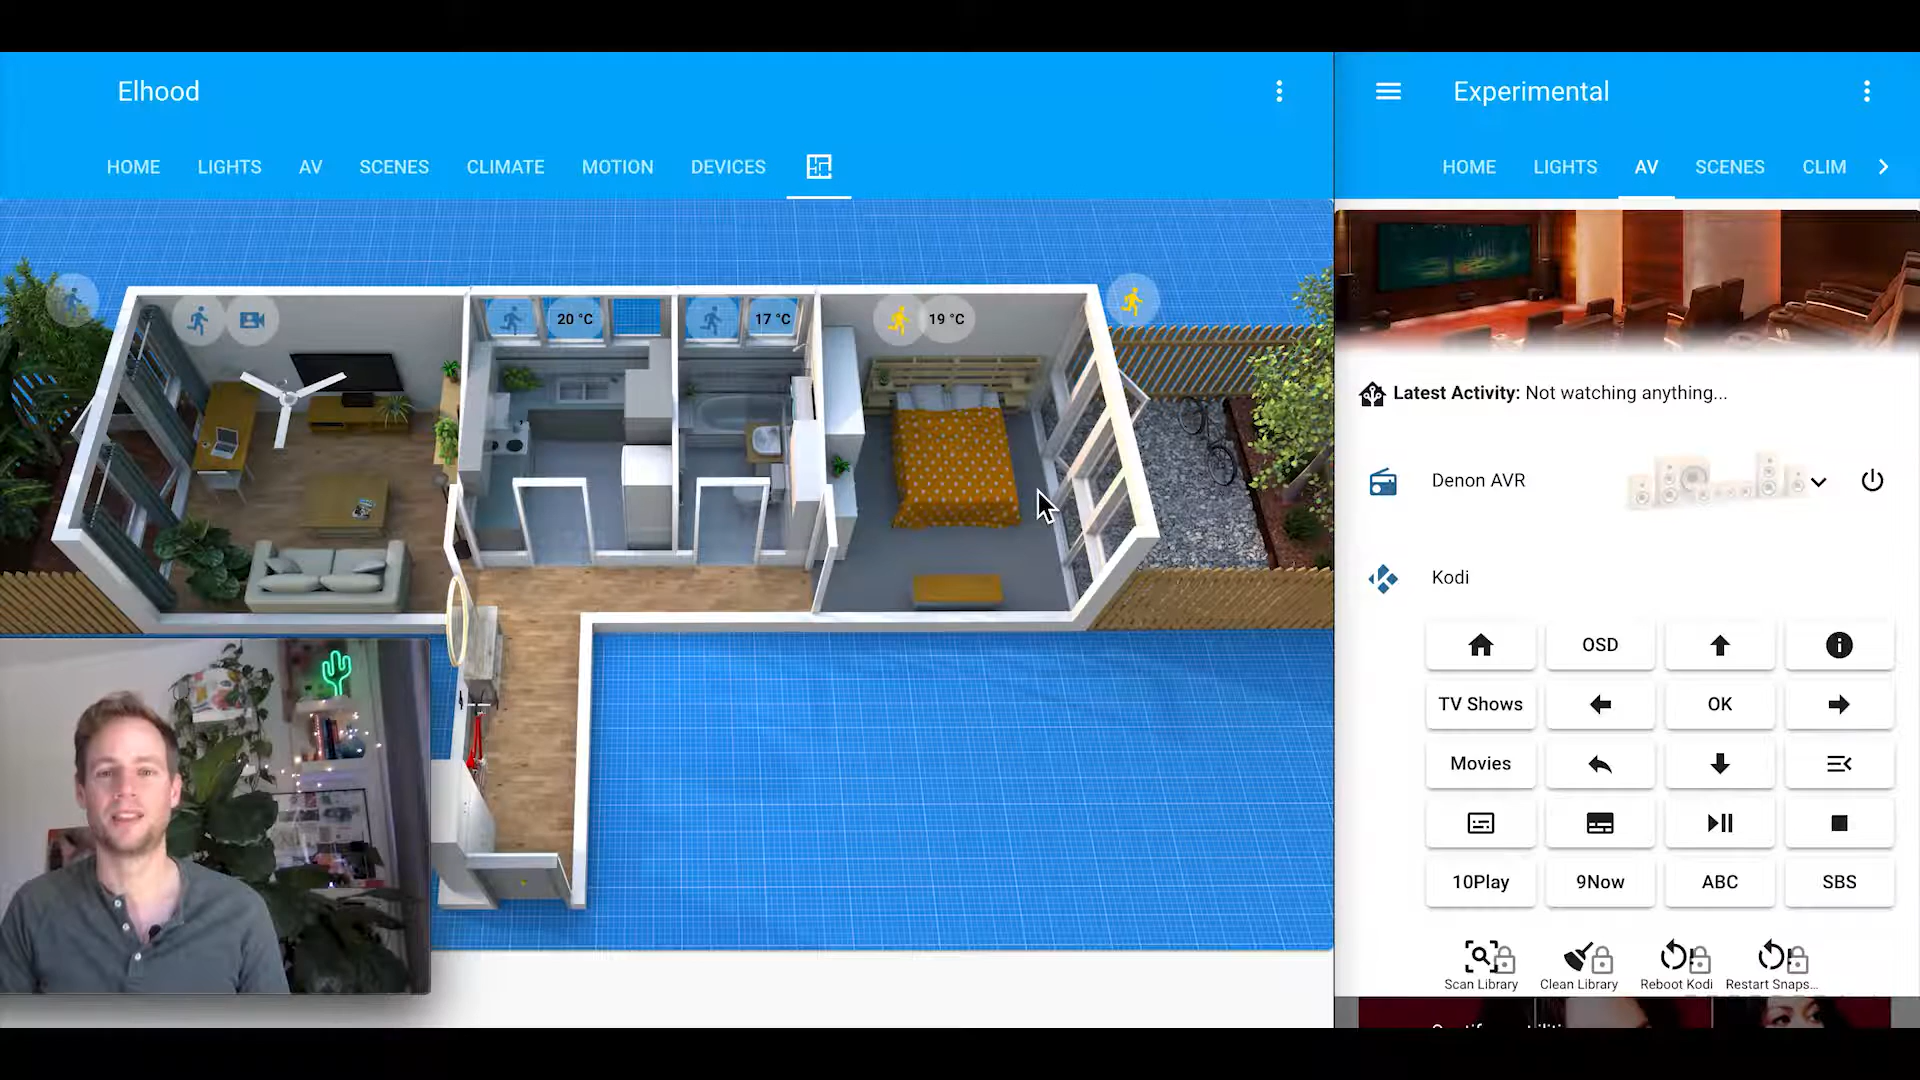 Elhood
HOME LIGHTS AV SCENES CLIMATE MOTION DEVICES
20 °C
17 °C
19 °C
Experimental
HOME LIGHTS AV SCENES CLIM
Latest Activity: Not watching anything...
Denon AVR
Kodi
OSD
TV Shows
OK
Movies
10Play 9Now ABC SBS
Scan Library Clean Library Reboot Kodi Restart Snaps...